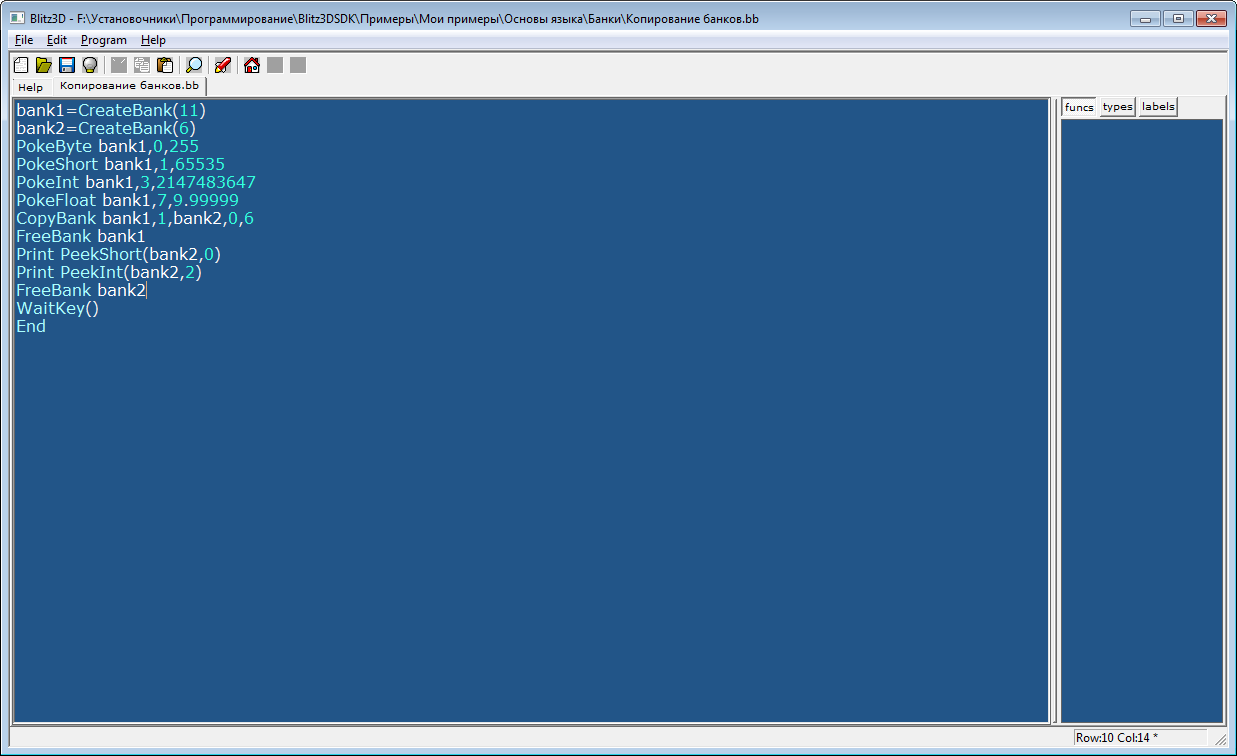 Blitz3D - F:\Установочники\Программирование\Blitz3DSDK\Примеры\Мои примеры\Основы языка\Банки\Копирование банков.bb
File Edit Program Help
Help Копирование банков.bb
funcs types labels
bank1=CreateBank(11)
bank2=CreateBank(6)
PokeByte bank1,0,255
PokeShort bank1,1,65535
PokeInt bank1,3,2147483647
PokeFloat bank1,7,9.99999
CopyBank bank1,1,bank2,0,6
FreeBank bank1
Print PeekShort(bank2,0)
Print PeekInt(bank2,2)
FreeBank bank2
WaitKey()
End
Row:10 Col:14 *